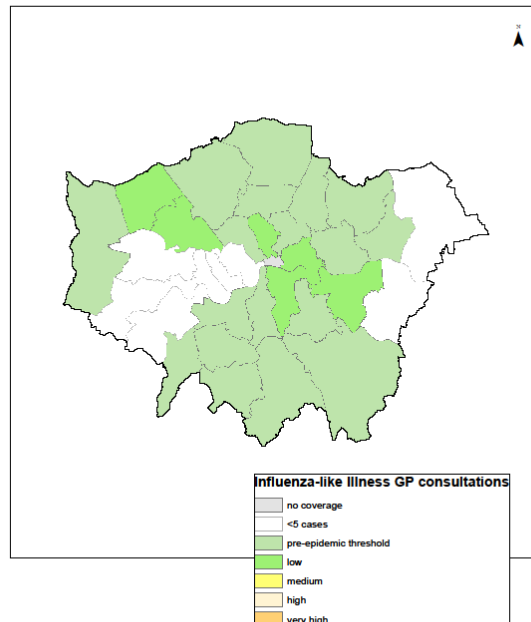 N
Influenza-like Illness GP consultations
no coverage
<5 cases
pre-epidemic threshold
low
medium
high
very high